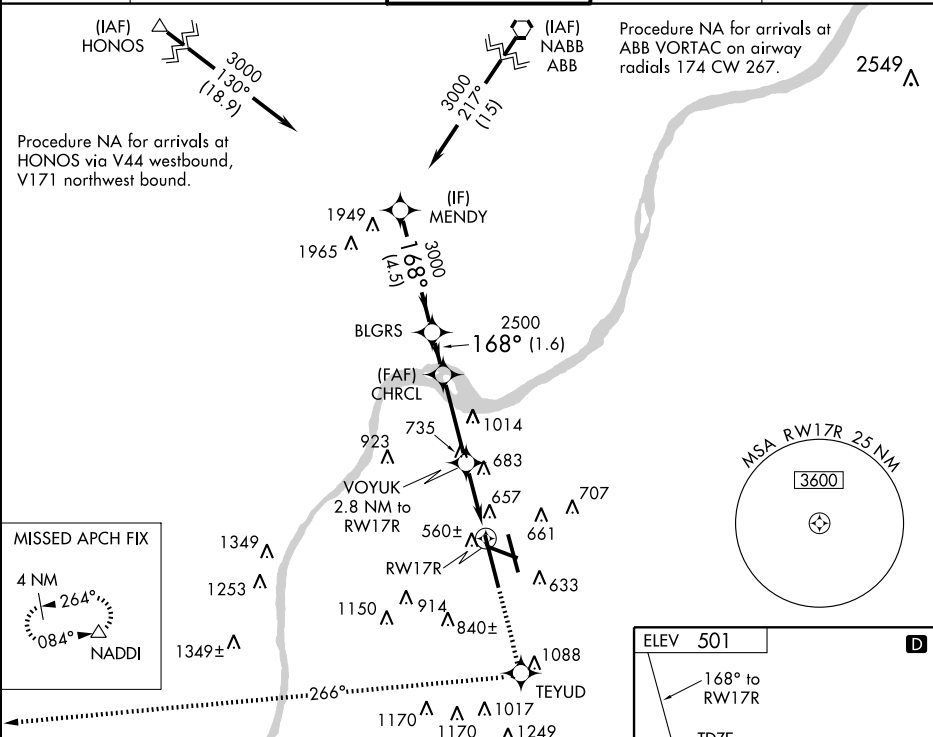 (IAF)
HONOS
3000
130°
(18.9)
(IAF)
NABB
ABB
3000
217°
(15)
Procedure NA for arrivals at
ABB VORTAC on airway
radials 174 CW 267.
2549
Procedure NA for arrivals at
HONOS via V44 westbound,
V171 northwest bound.
(IF)
MENDY
1949
1965
3000
168°
(4.5)
BLGRS
2500
168° (1.6)
(FAF)
CHRCL
1014
735
923
683
VOYUK
2.8 NM to
RW17R
657
707
661
560±
RW17R
MSA RW17R 25 NM
3600
MISSED APCH FIX
4 NM
264°
084°
NADDI
1349
1253
1349±
633
1150
914
840±
1088
TEYUD
266°
1170
1170
1017
1249
ELEV 501
D
168° to
RW17R